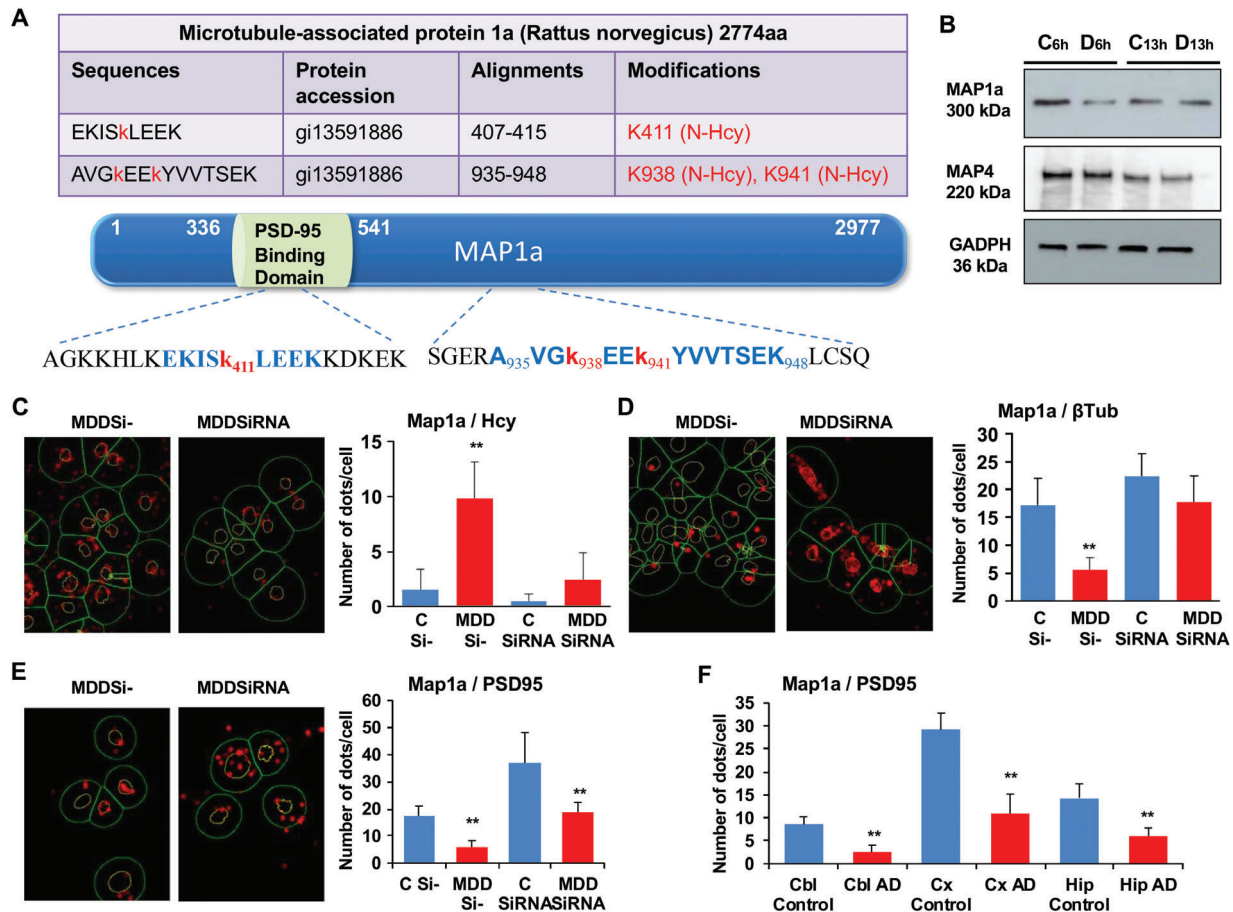 A
Microtubule-associated protein 1a (Rattus norvegicus) 2774aa
Sequences Protein accession Alignments Modifications
EKISkLEEK gi13591886 407-415 K411 (N-Hcy)
AVGkEEkYVVTSEK gi13591886 935-948 K938 (N-Hcy), K941 (N-Hcy)
1 336 PSD-95 Binding Domain 541 MAP1a 2977
AGKKHLKEKISk411LEEKKDKEK SGERA935VGk938EEk941YVVTSEK948LCSQ
B
C6h D6h C13h D13h
MAP1a
300 kDa
MAP4
220 kDa
GADPH
36 kDa
C
MDDSi- MDDSiRNA
Map1a / Hcy
Number of dots/cell
15
10
5
0
C Si- MDD Si- C SiRNA MDD SiRNA
**
D
MDDSi- MDDSiRNA
Map1a / βTub
Number of dots/cell
30
25
20
15
10
5
0
C Si- MDD Si- C SiRNA MDD SiRNA
**
E
MDDSi- MDDSiRNA
Map1a / PSD95
Number of dots/cell
60
50
40
30
20
10
0
C Si- MDD Si- C SiRNA MDD SiRNA
** **
F
Map1a / PSD95
Number of dots/cell
35
30
25
20
15
10
5
0
Cbl Control Cbl AD Cx Control Cx AD Hip Control Hip AD
** ** **